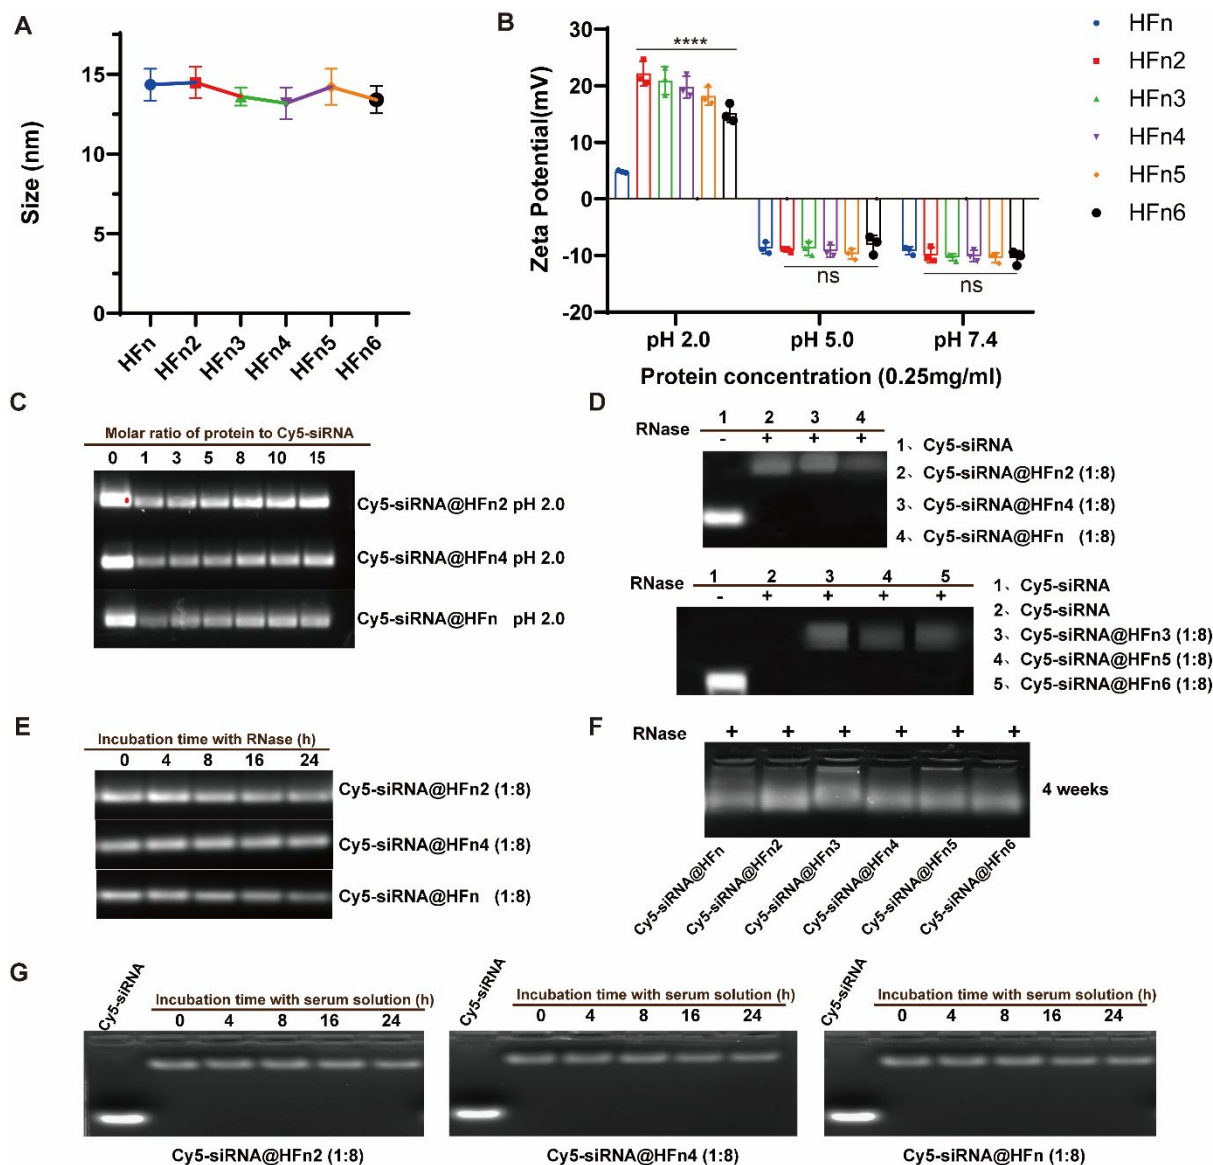 A
Size (nm)
15
10
5
0
HFn
HFn2
HFn3
HFn4
HFn5
HFn6
B
Zeta Potential(mV)
30
20
10
0
-10
-20
****
ns
ns
pH 2.0
pH 5.0
pH 7.4
Protein concentration (0.25mg/ml)
HFn
HFn2
HFn3
HFn4
HFn5
HFn6
C
Molar ratio of protein to Cy5-siRNA
0 1 3 5 8 10 15
Cy5-siRNA@HFn2 pH 2.0
Cy5-siRNA@HFn4 pH 2.0
Cy5-siRNA@HFn pH 2.0
D
1 2 3 4
RNase
- + + +
1、Cy5-siRNA
2、Cy5-siRNA@HFn2 (1:8)
3、Cy5-siRNA@HFn4 (1:8)
4、Cy5-siRNA@HFn (1:8)
RNase 1 2 3 4 5
- + + + +
1、Cy5-siRNA
2、Cy5-siRNA
3、Cy5-siRNA@HFn3 (1:8)
4、Cy5-siRNA@HFn5 (1:8)
5、Cy5-siRNA@HFn6 (1:8)
E
Incubation time with RNase (h)
0 4 8 16 24
Cy5-siRNA@HFn2 (1:8)
Cy5-siRNA@HFn4 (1:8)
Cy5-siRNA@HFn (1:8)
F
RNase + + + + + +
4 weeks
Cy5-siRNA@HFn
Cy5-siRNA@HFn2
Cy5-siRNA@HFn3
Cy5-siRNA@HFn4
Cy5-siRNA@HFn5
Cy5-siRNA@HFn6
G
Cy5-siRNA
Incubation time with serum solution (h)
0 4 8 16 24
Cy5-siRNA@HFn2 (1:8)
Cy5-siRNA
Incubation time with serum solution (h)
0 4 8 16 24
Cy5-siRNA@HFn4 (1:8)
Cy5-siRNA
Incubation time with serum solution (h)
0 4 8 16 24
Cy5-siRNA@HFn (1:8)